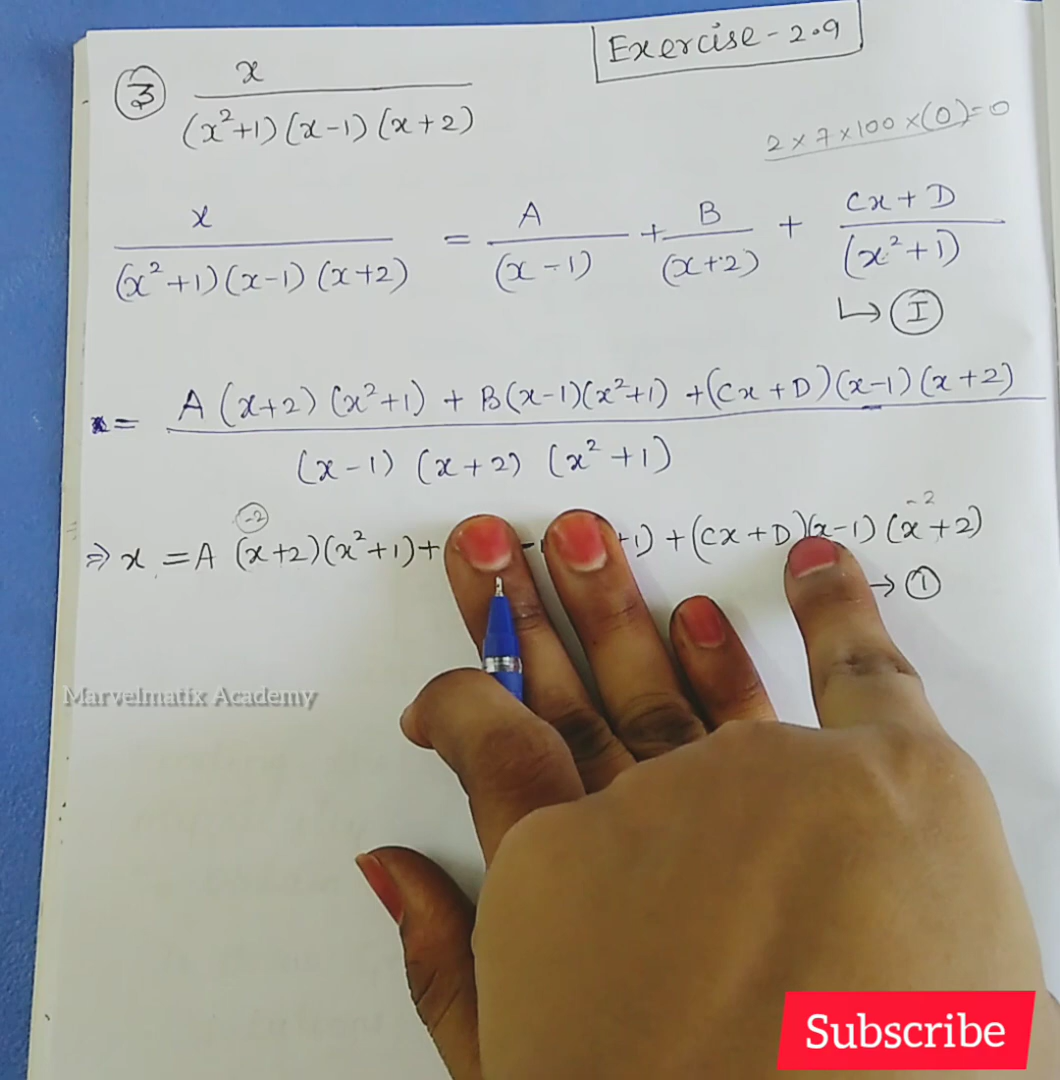 Exercise - 2.9
③ x
(x²+1) (x-1) (x+2)
2 x 7 x 100 x (0) = 0
x / (x²+1) (x-1) (x+2) = A / (x-1) + B / (x+2) + Cx + D / (x²+1)
↳ Ⓘ
= A (x+2) (x²+1) + B(x-1)(x²+1) + (Cx + D)(x-1) (x+2)
(x-1) (x+2) (x²+1)
-2 -2
⇒ x = A (x+2)(x²+1) + +1) + (Cx + D)(x-1) (x+2)
→ ①
Marvelmatix Academy
Subscribe